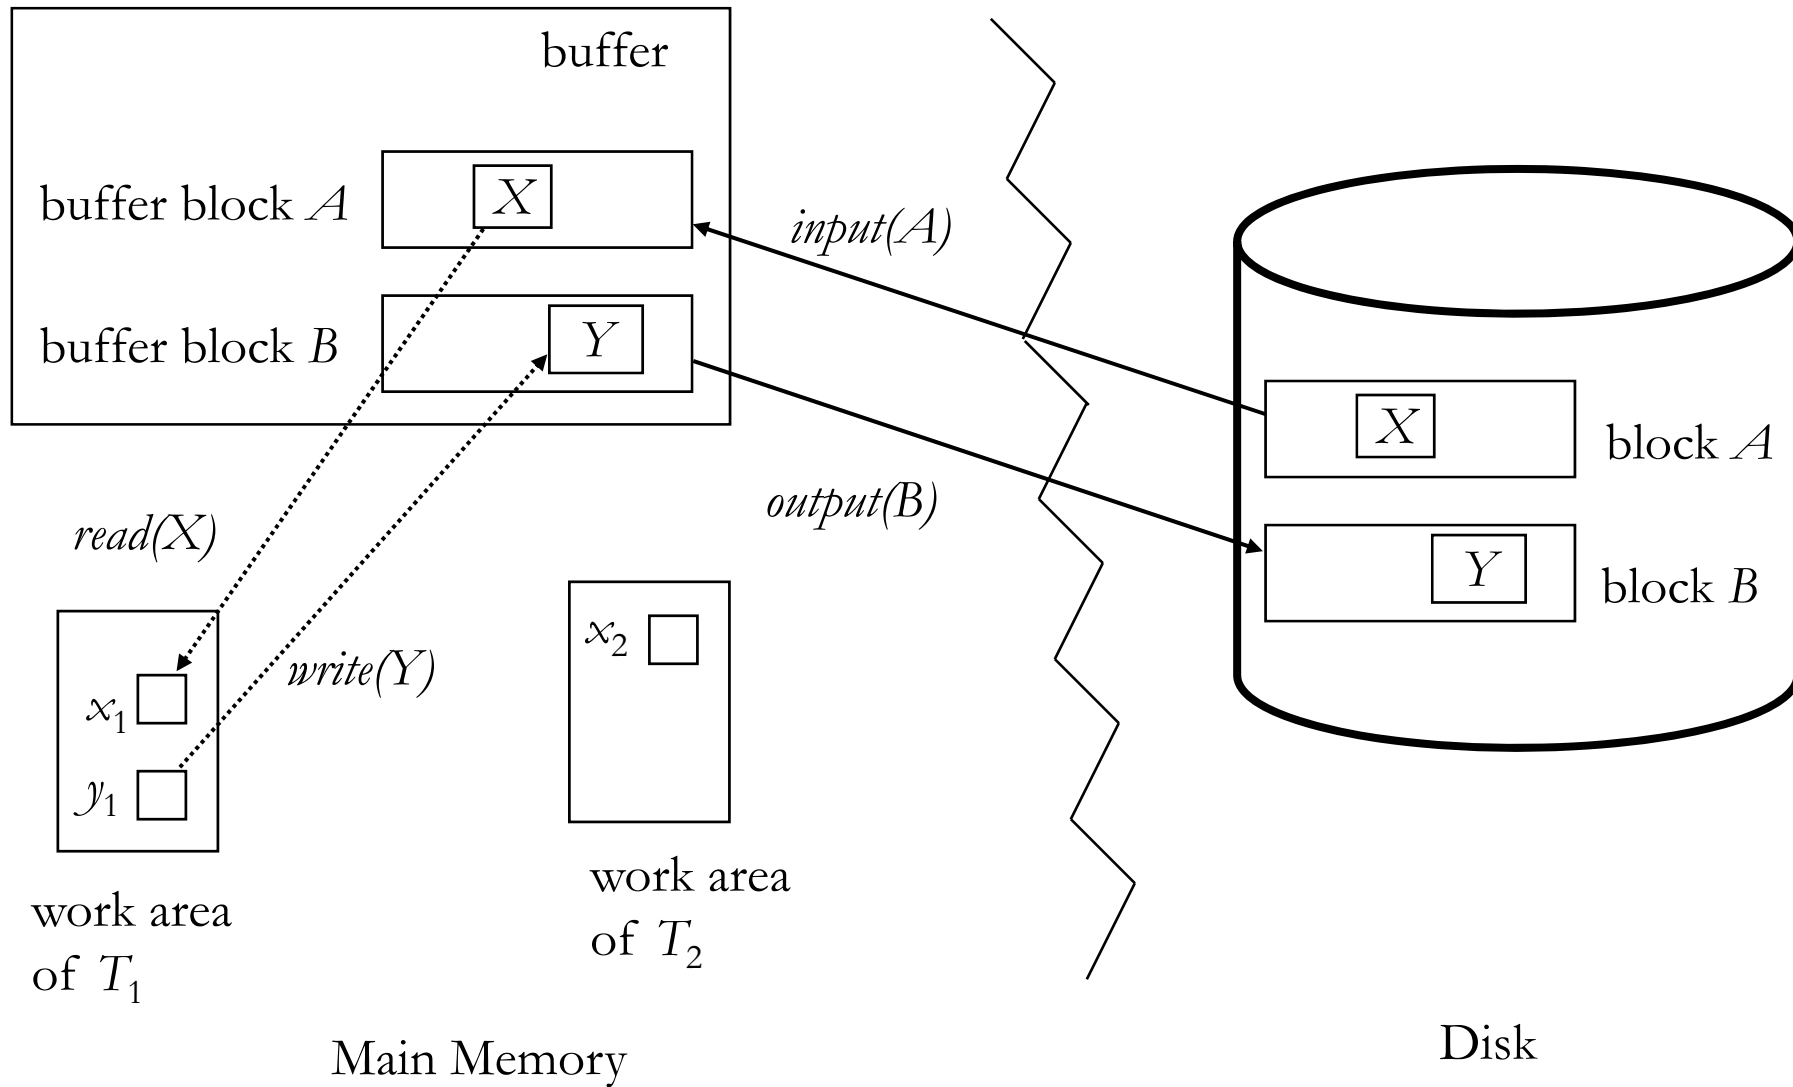 buffer
buffer block A
X
input(A)
buffer block B
Y
X
block A
output(B)
read(X)
Y
block B
x2
write(Y)
x1
y1
work area
of T2
work area
of T1
Main Memory
Disk